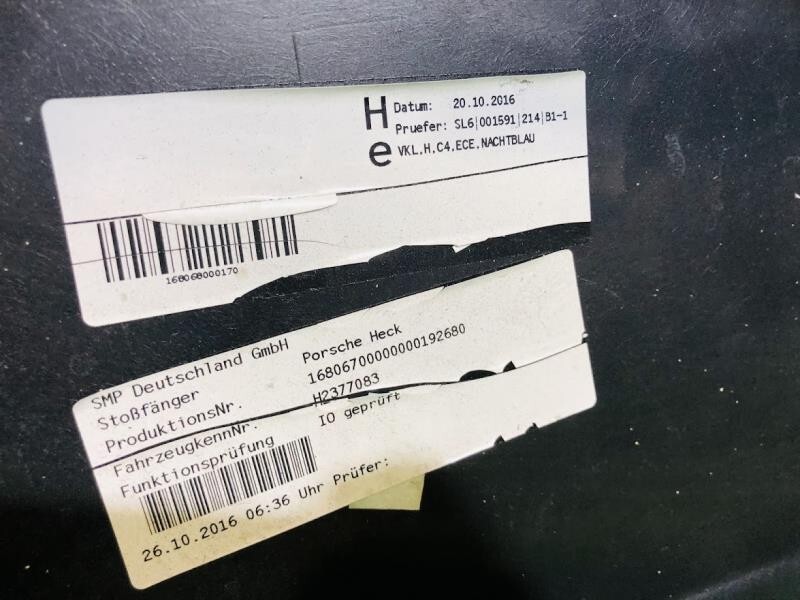 H
e
Datum: 20.10.2016
Pruefer: SL6|001591|214|B1-1
VKL,H,C4,ECE,NACHTBLAU
168068000170
SMP Deutschland GmbH
Stoßfänger Porsche Heck
ProduktionsNr. 16806700000000192680
FahrzeugkennNr. H2377083
Funktionsprüfung IO geprüft
26.10.2016 06:36 Uhr Prüfer: